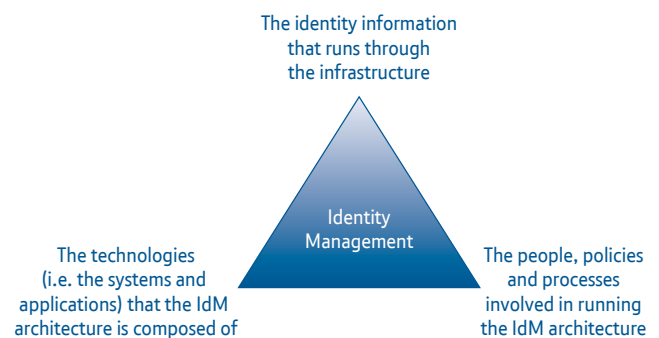 The identity information
that runs through
the infrastructure
Identity
Management
The technologies
(i.e. the systems and
applications) that the IdM
architecture is composed of
The people, policies
and processes
involved in running
the IdM architecture